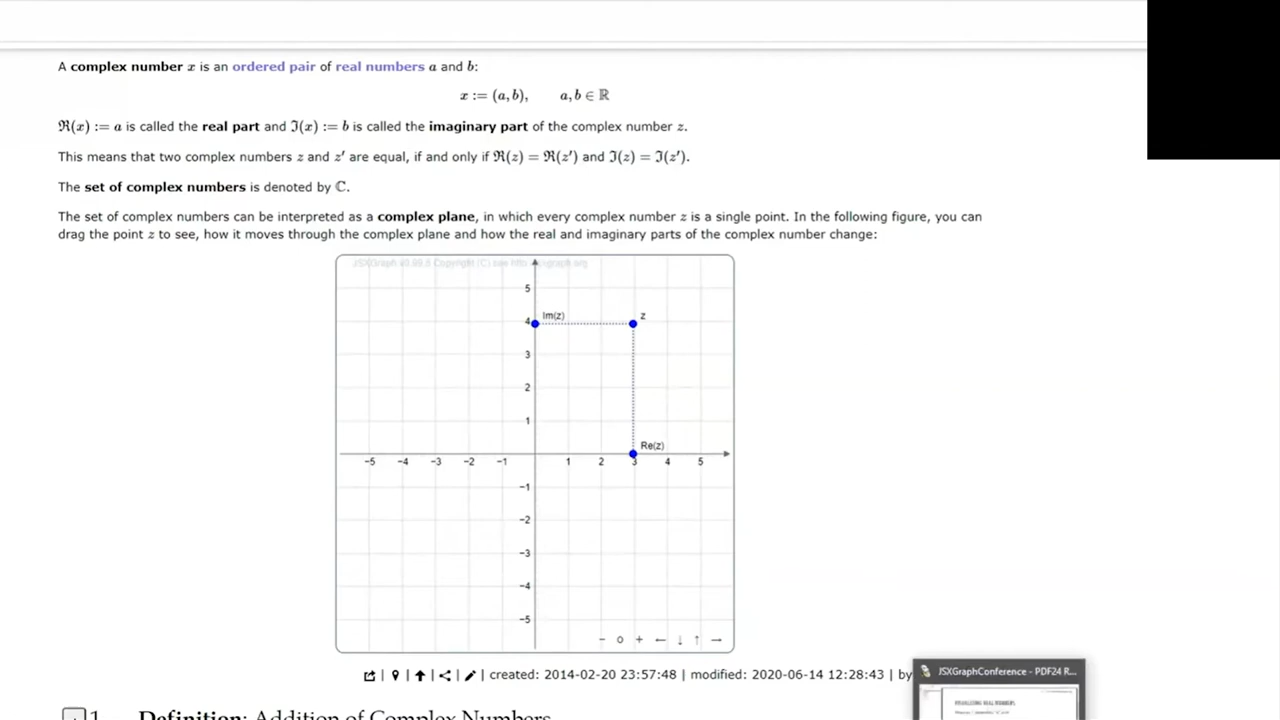 A complex number x is an ordered pair of real numbers a and b:
x := (a, b),  a, b ∈ ℝ
ℜ(x) := a is called the real part and ℑ(x) := b is called the imaginary part of the complex number z.
This means that two complex numbers z and z′ are equal, if and only if ℜ(z) = ℜ(z′) and ℑ(z) = ℑ(z′).
The set of complex numbers is denoted by ℂ.
The set of complex numbers can be interpreted as a complex plane, in which every complex number z is a single point. In the following figure, you can
drag the point z to see, how it moves through the complex plane and how the real and imaginary parts of the complex number change:
Copyright (C) see
5
Im(z)
z
4
3
2
1
Re(z)
−5 −4 −3 −2 −1 1 2 3 4 5
−1
−2
−3
−4
−5
− o + ← ↓ ↑ →
| | | | | created: 2014-02-20 23:57:48 | modified: 2020-06-14 12:28:43 | by
JSXGraphConference - PDF24 R...
1 Definition: Addition of Complex Numbers